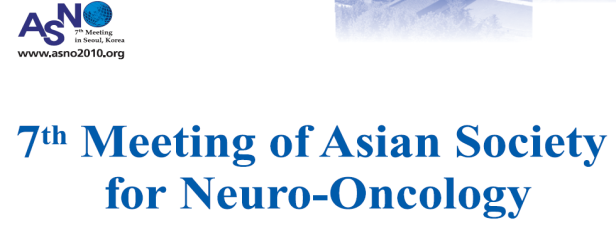 ASNO
7th Meeting
in Seoul, Korea
www.asno2010.org
7th Meeting of Asian Society
for Neuro-Oncology